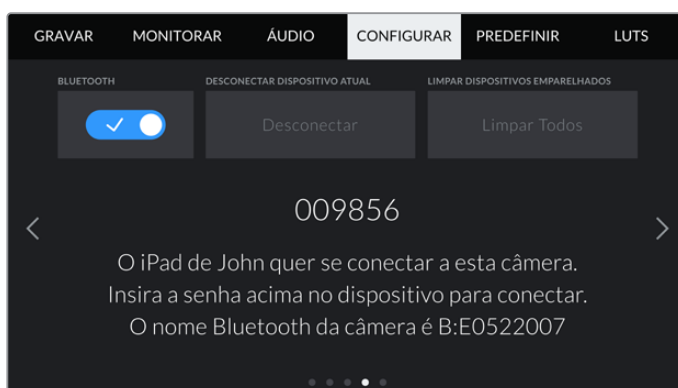 GRAVAR MONITORAR ÁUDIO CONFIGURAR PREDEFINIR LUTS
BLUETOOTH DESCONECTAR DISPOSITIVO ATUAL LIMPAR DISPOSITIVOS EMPARELHADOS
Desconectar Limpar Todos
009856
O iPad de John quer se conectar a esta câmera.
Insira a senha acima no dispositivo para conectar.
O nome Bluetooth da câmera é B:E0522007